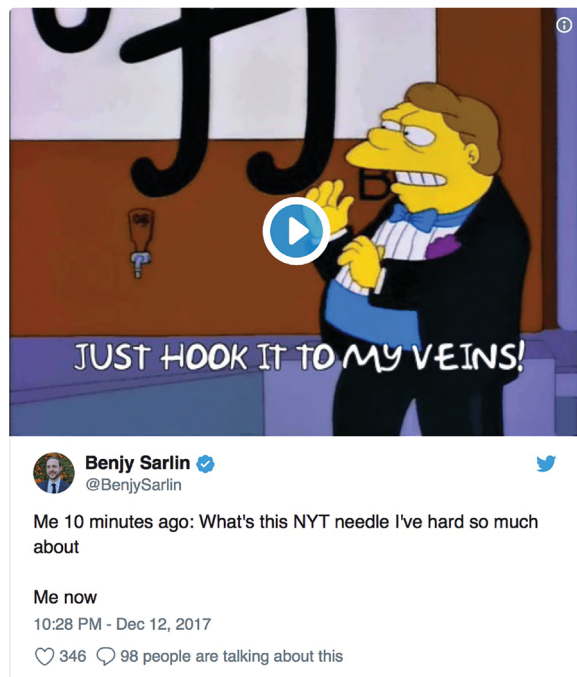 B
JUST HOOK IT TO MY VEINS!
Benjy Sarlin
@BenjySarlin
Me 10 minutes ago: What's this NYT needle I've hard so much
about
Me now
10:28 PM - Dec 12, 2017
346 98 people are talking about this